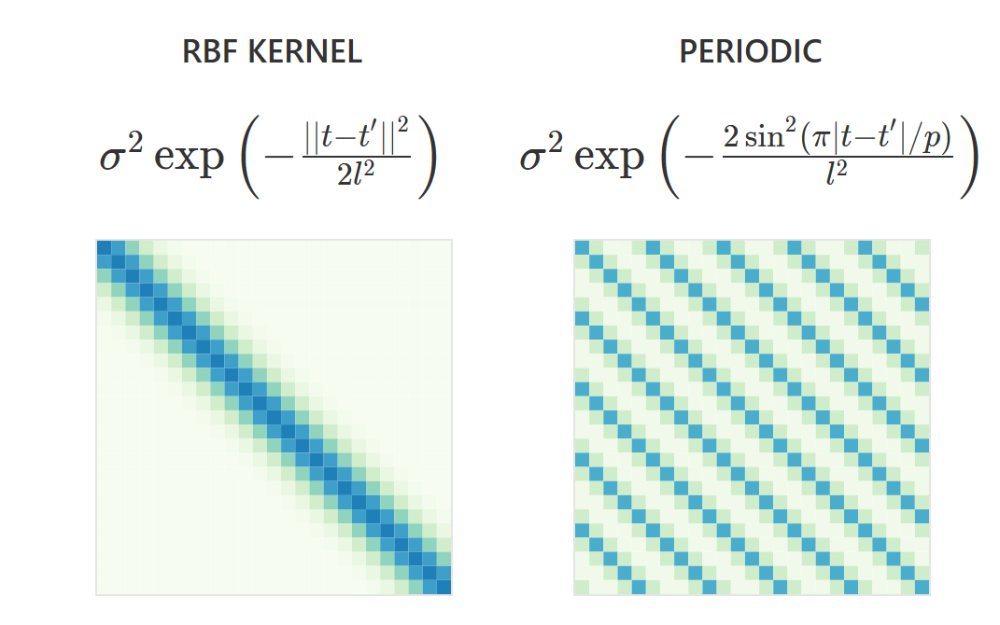 RBF KERNEL
PERIODIC
σ² exp(−||t−t′||²/2l²)
σ² exp(−2 sin²(π|t−t′|/p)/l²)